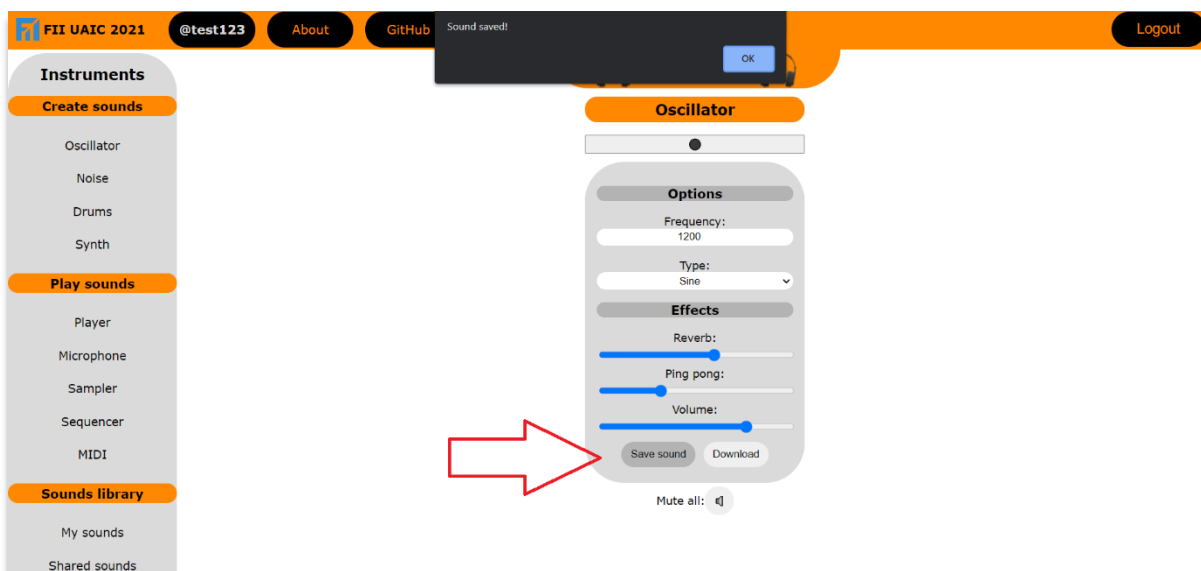 FII UAIC 2021
@test123
About
GitHub
Logout
Sound saved!
OK
Instruments
Create sounds
Oscillator
Noise
Drums
Synth
Play sounds
Player
Microphone
Sampler
Sequencer
MIDI
Sounds library
My sounds
Shared sounds
Oscillator
Options
Frequency:
1200
Type:
Sine
Effects
Reverb:
Ping pong:
Volume:
Save sound
Download
Mute all: